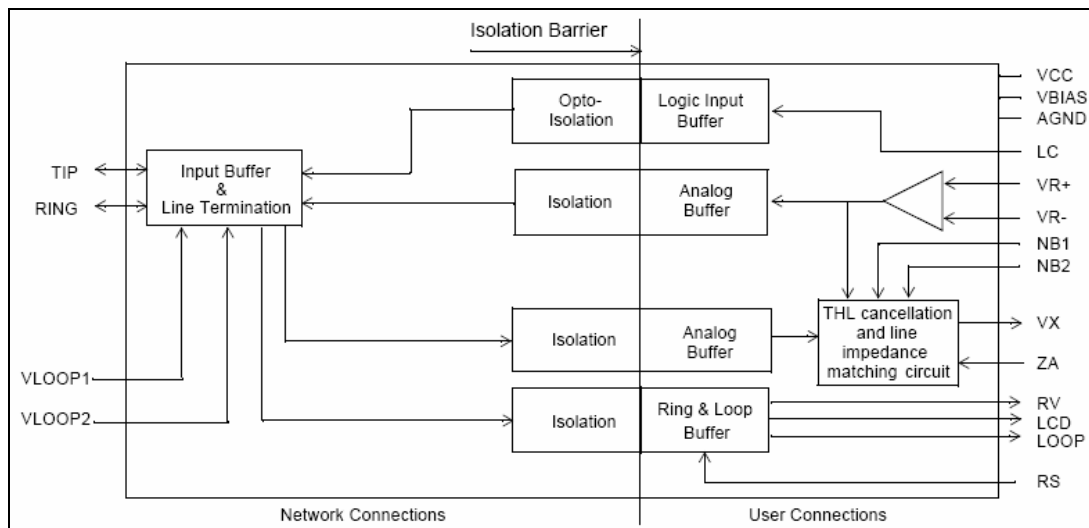 Isolation Barrier
Opto-
Isolation
Logic Input
Buffer
VCC
VBIAS
AGND
LC
TIP
RING
Input Buffer
&
Line Termination
Isolation
Analog
Buffer
VR+
VR-
NB1
NB2
Isolation
Analog
Buffer
THL cancellation
and line
impedance
matching circuit
VX
ZA
VLOOP1
VLOOP2
Isolation
Ring & Loop
Buffer
RV
LCD
LOOP
RS
Network Connections
User Connections